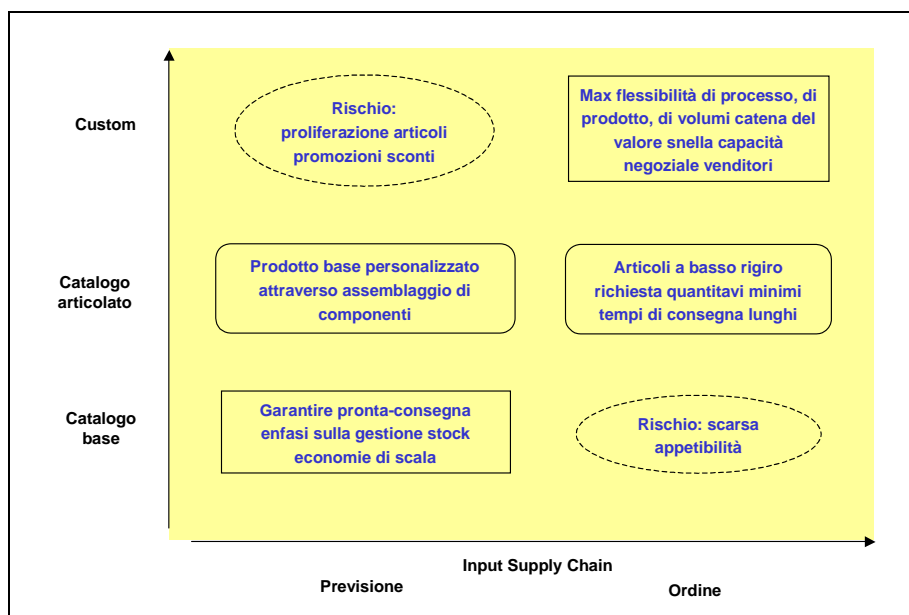 Custom
Rischio:
proliferazione articoli
promozioni sconti
Max flessibilità di processo, di
prodotto, di volumi catena del
valore snella capacità
negoziale venditori
Catalogo
articolato
Prodotto base personalizzato
attraverso assemblaggio di
componenti
Articoli a basso rigiro
richiesta quantitavi minimi
tempi di consegna lunghi
Catalogo
base
Garantire pronta-consegna
enfasi sulla gestione stock
economie di scala
Rischio: scarsa
appetibilità
Input Supply Chain
Previsione
Ordine